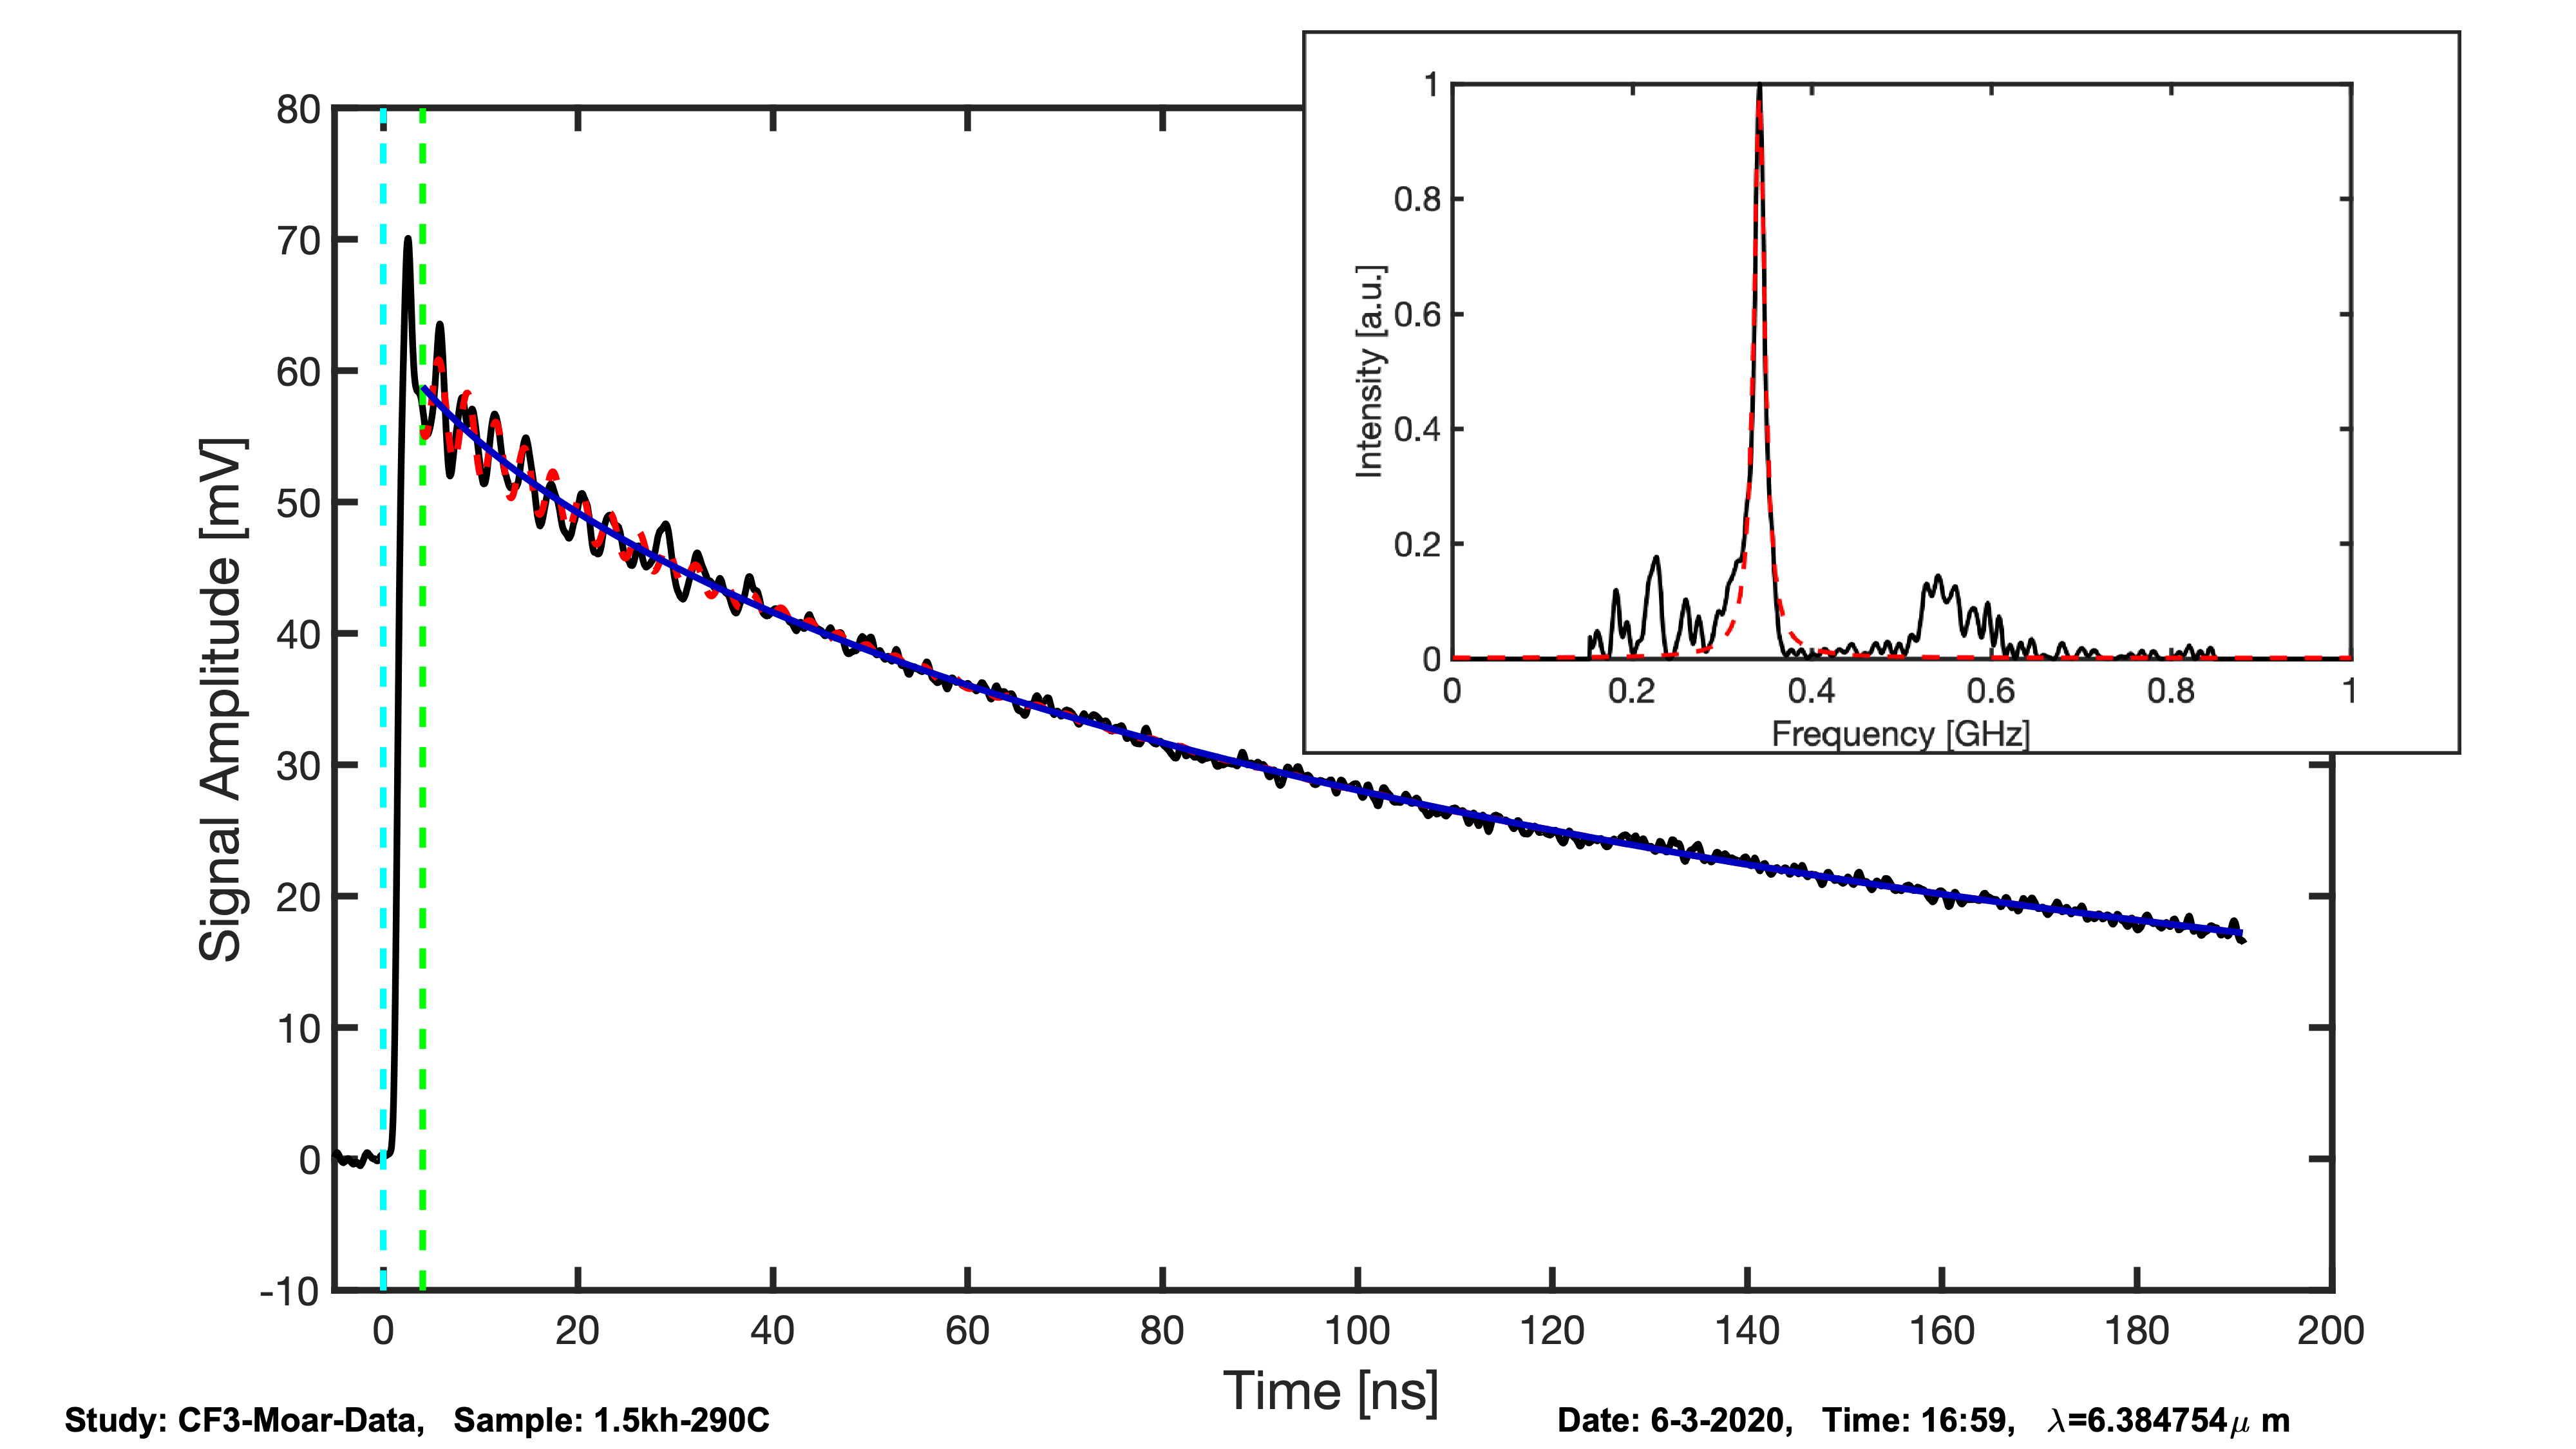 80
70
60
50
40
30
20
10
0
-10
Signal Amplitude [mV]
0 20 40 60 80 100 120 140 160 180 200
Time [ns]
1
0.8
0.6
0.4
0.2
0
Intensity [a.u.]
0 0.2 0.4 0.6 0.8 1
Frequency [GHz]
Study: CF3-Moar-Data, Sample: 1.5kh-290C
Date: 6-3-2020, Time: 16:59, λ=6.384754μ m